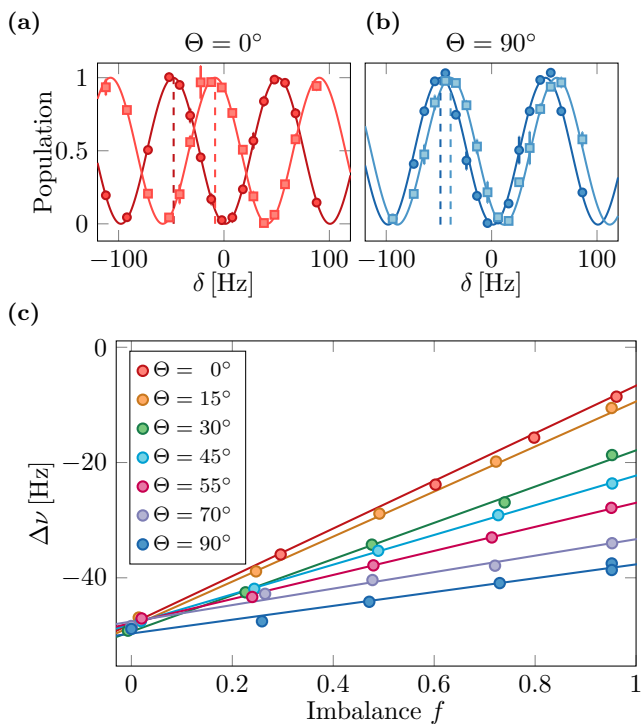 (a)
Θ = 0°
(b)
Θ = 90°
Population
1
0.5
0
−100
0
100
−100
0
100
δ [Hz]
δ [Hz]
(c)
Δν [Hz]
0
−20
−40
Θ = 0°
Θ = 15°
Θ = 30°
Θ = 45°
Θ = 55°
Θ = 70°
Θ = 90°
0
0.2
0.4
0.6
0.8
1
Imbalance f